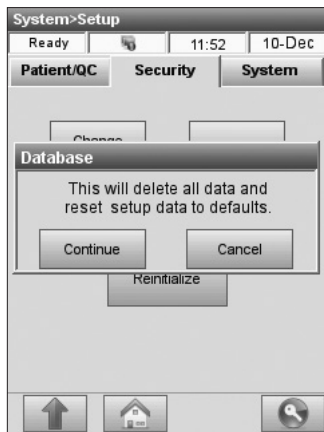 System>Setup
Ready 11:52 10-Dec
Patient/QC Security System
Change
Database
This will delete all data and
reset setup data to defaults.
Continue Cancel
Reinitialize